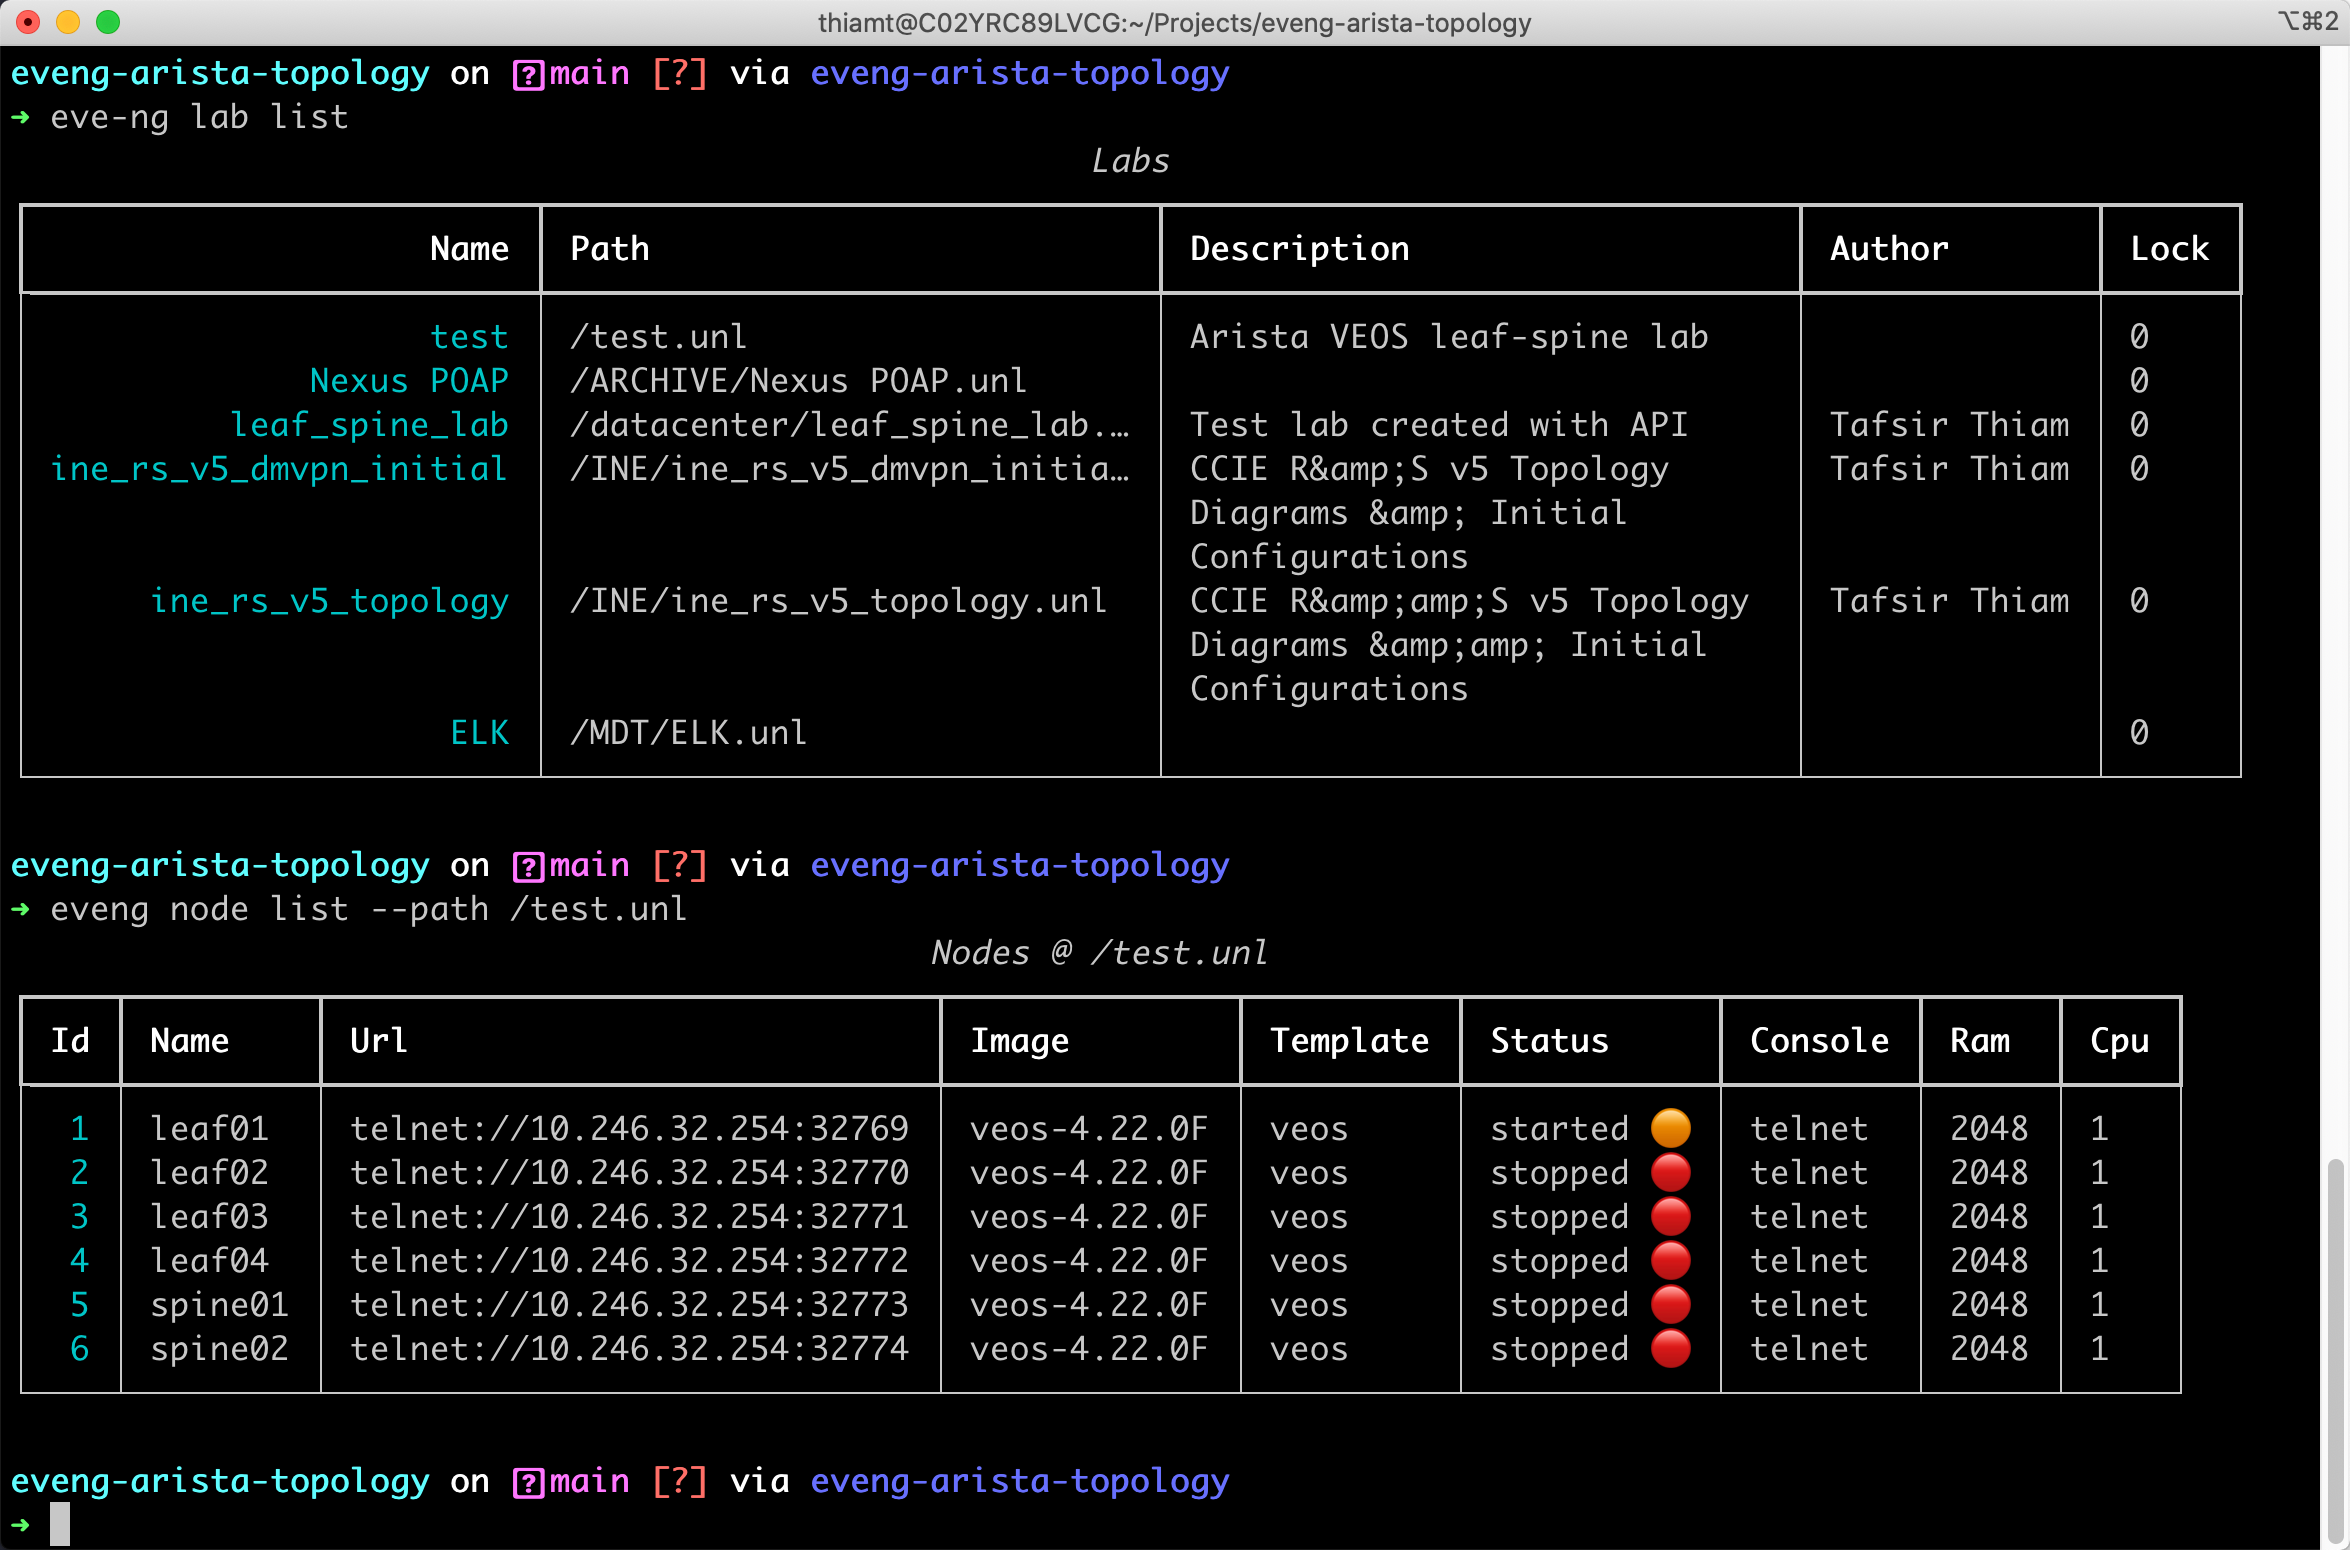 thiamt@C02YRC89LVCG:~/Projects/eveng-arista-topology ⌥⌘2
eveng-arista-topology on ?main [?] via eveng-arista-topology
➜ eve-ng lab list
Labs
Name Path Description Author Lock
test /test.unl Arista VEOS leaf-spine lab 0
Nexus POAP /ARCHIVE/Nexus POAP.unl 0
leaf_spine_lab /datacenter/leaf_spine_lab.… Test lab created with API Tafsir Thiam 0
ine_rs_v5_dmvpn_initial /INE/ine_rs_v5_dmvpn_initia… CCIE R&amp;S v5 Topology Tafsir Thiam 0
Diagrams &amp; Initial
Configurations
ine_rs_v5_topology /INE/ine_rs_v5_topology.unl CCIE R&amp;amp;S v5 Topology Tafsir Thiam 0
Diagrams &amp;amp; Initial
Configurations
ELK /MDT/ELK.unl 0
eveng-arista-topology on ?main [?] via eveng-arista-topology
➜ eveng node list --path /test.unl
Nodes @ /test.unl
Id Name Url Image Template Status Console Ram Cpu
1 leaf01 telnet://10.246.32.254:32769 veos-4.22.0F veos started telnet 2048 1
2 leaf02 telnet://10.246.32.254:32770 veos-4.22.0F veos stopped telnet 2048 1
3 leaf03 telnet://10.246.32.254:32771 veos-4.22.0F veos stopped telnet 2048 1
4 leaf04 telnet://10.246.32.254:32772 veos-4.22.0F veos stopped telnet 2048 1
5 spine01 telnet://10.246.32.254:32773 veos-4.22.0F veos stopped telnet 2048 1
6 spine02 telnet://10.246.32.254:32774 veos-4.22.0F veos stopped telnet 2048 1
eveng-arista-topology on ?main [?] via eveng-arista-topology
➜